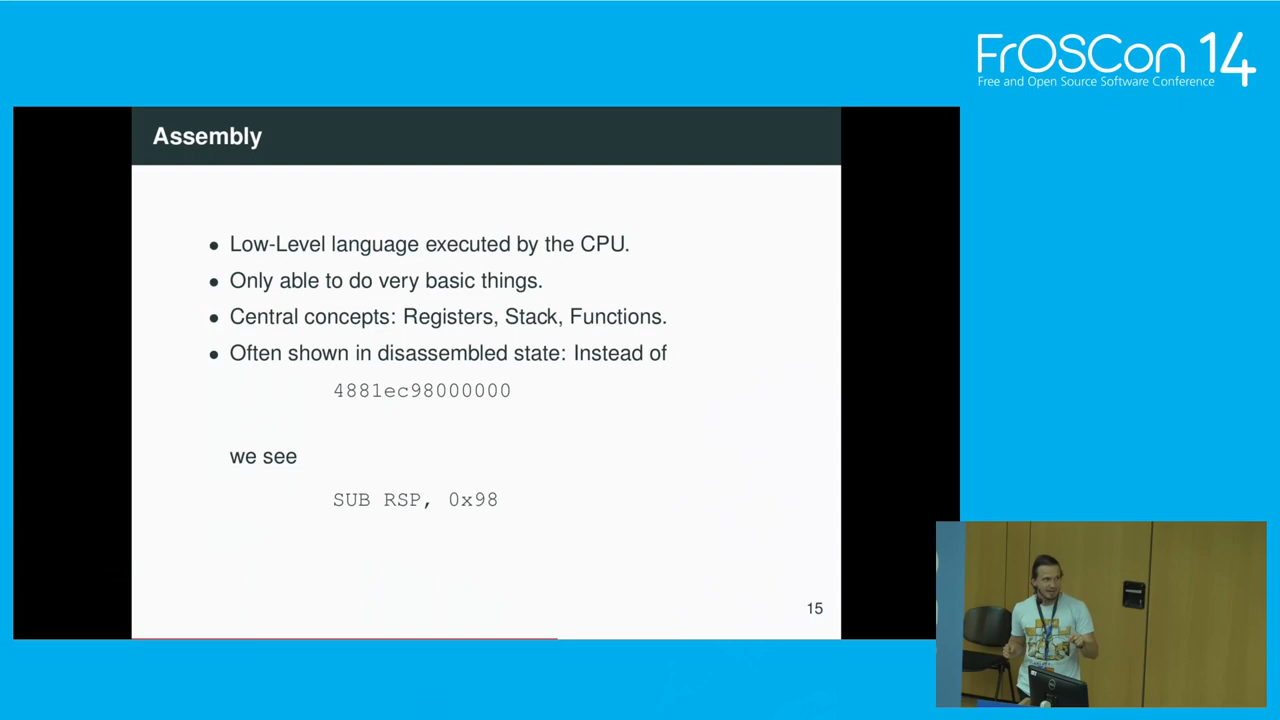 FrOSCon 14
Free and Open Source Software Conference
Assembly
• Low-Level language executed by the CPU.
• Only able to do very basic things.
• Central concepts: Registers, Stack, Functions.
• Often shown in disassembled state: Instead of
4881ec98000000
we see
SUB RSP, 0x98
15